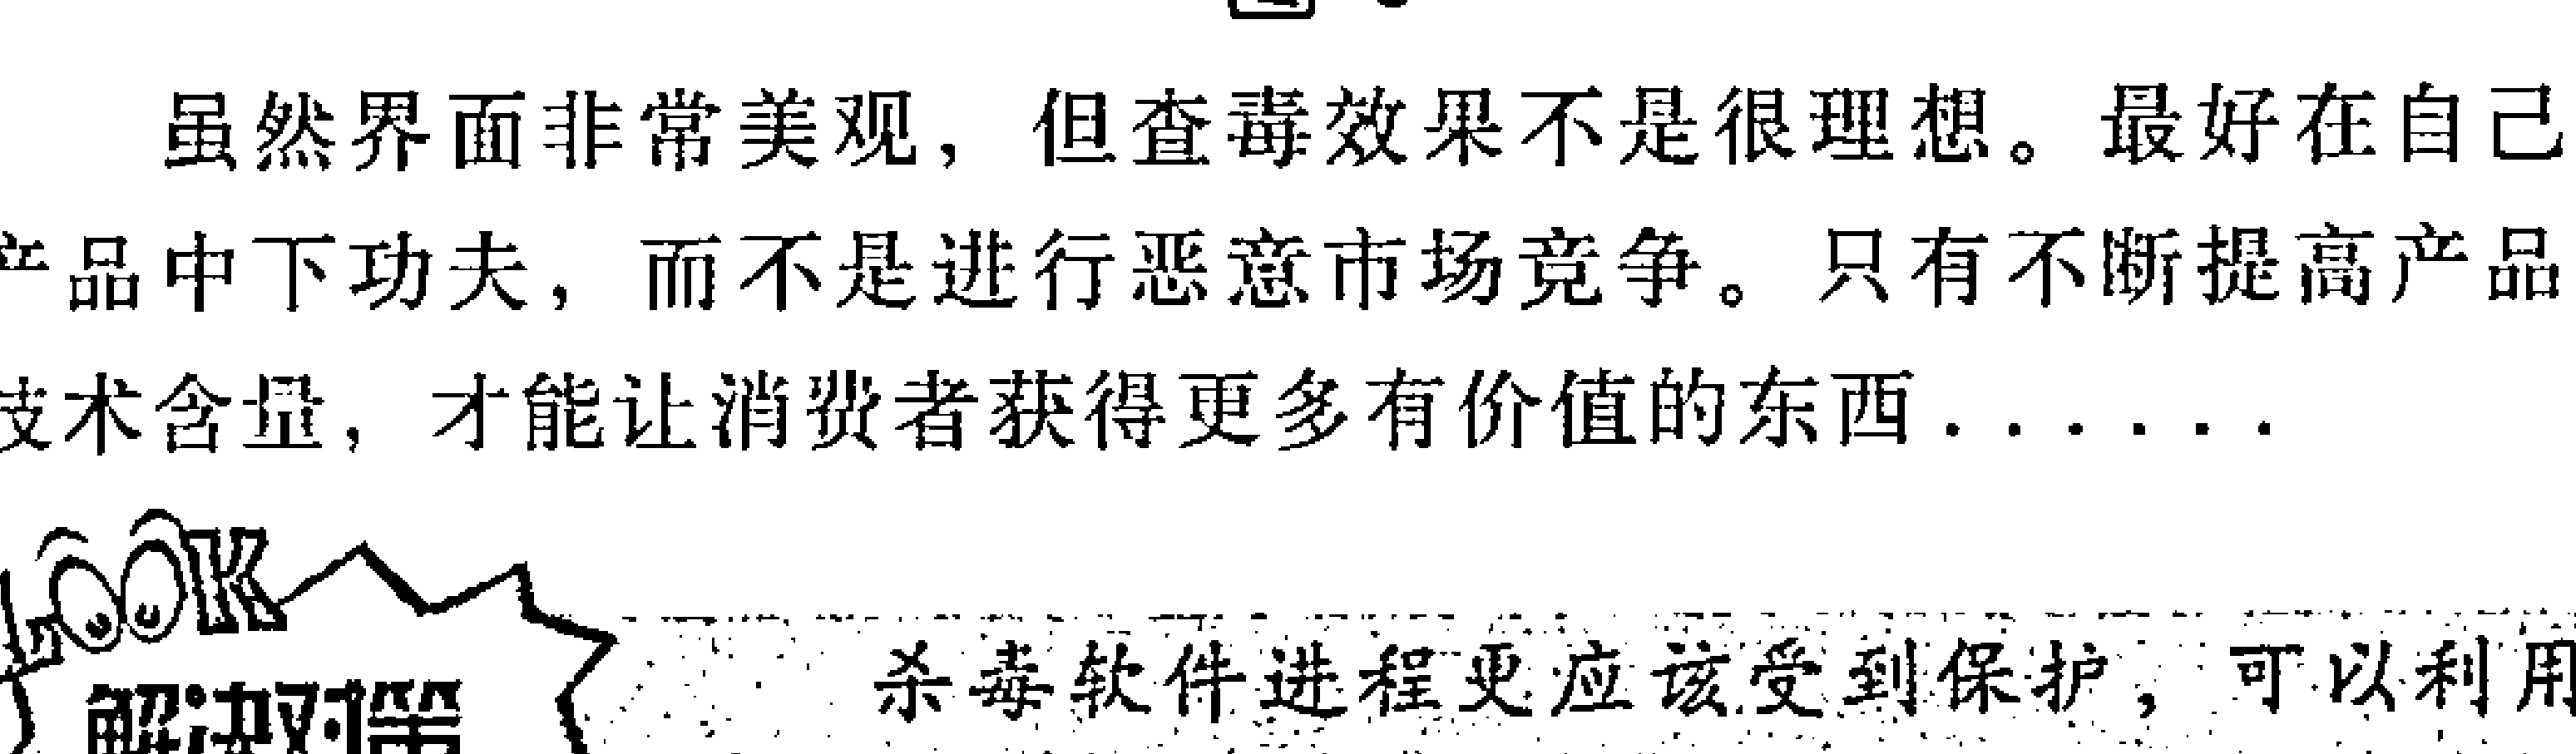 虽然界面非常美观，但查毒效果不是很理想。最好在自己
产品中下功夫，而不是进行恶意市场竞争。只有不断提高产品
技术含量，才能让消费者获得更多有价值的东西......
LOOK
解决对策
杀毒软件进程更应该受到保护，可以利用